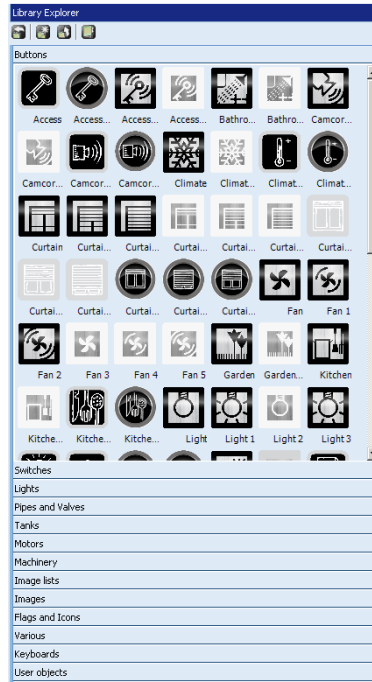 Library Explorer
Buttons
Access Access... Access... Access... Bathro... Bathro... Camcor...
Camcor... Camcor... Camcor... Climate Climat... Climat... Climat...
Curtain Curtai... Curtai... Curtai... Curtai... Curtai... Curtai...
Curtai... Curtai... Curtai... Curtai... Curtai... Fan Fan 1
Fan 2 Fan 3 Fan 4 Fan 5 Garden Garden... Kitchen
Kitche... Kitche... Kitche... Light Light 1 Light 2 Light 3
Switches
Lights
Pipes and Valves
Tanks
Motors
Machinery
Image lists
Images
Flags and Icons
Various
Keyboards
User objects